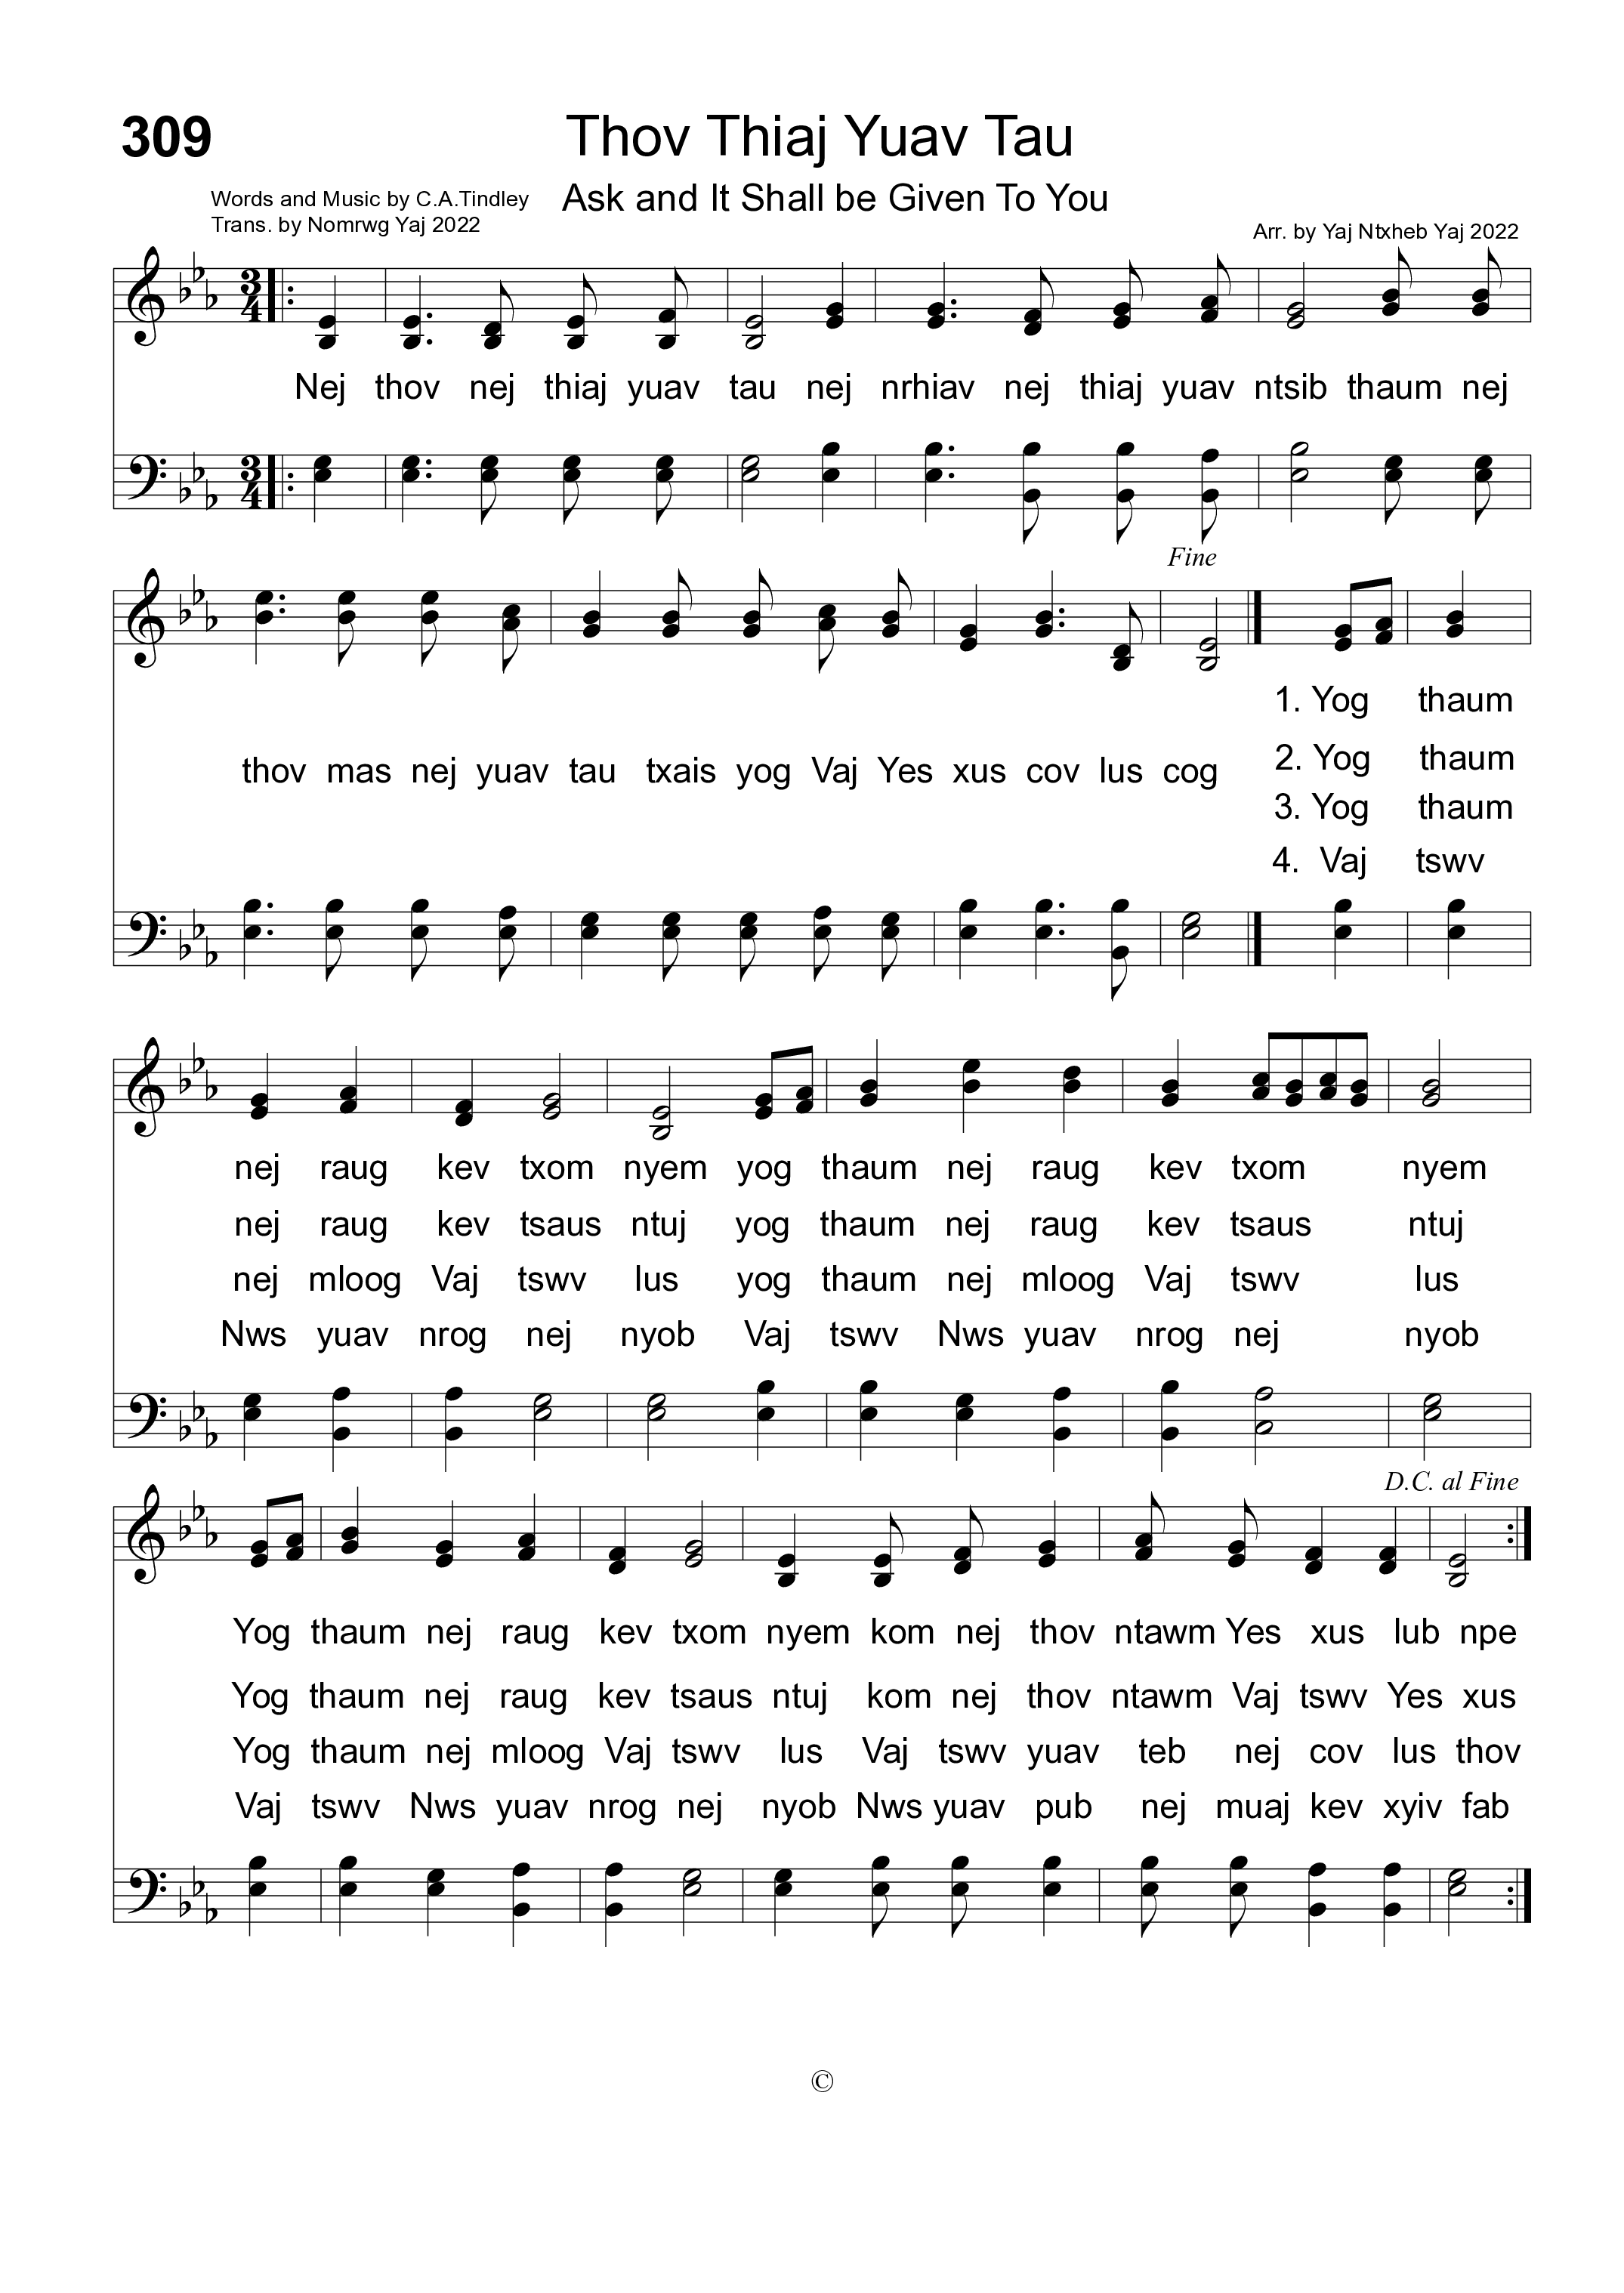 309
Thov Thiaj Yuav Tau
Ask and It Shall be Given To You
Words and Music by C.A.Tindley
Trans. by Nomrwg Yaj 2022
Arr. by Yaj Ntxheb Yaj 2022
3
4
Nej thov nej thiaj yuav tau nej nrhiav nej thiaj yuav ntsib thaum nej
3
4
Fine
1. Yog thaum
thov mas nej yuav tau txais yog Vaj Yes xus cov lus cog
2. Yog thaum
3. Yog thaum
4. Vaj tswv
nej raug kev txom nyem yog thaum nej raug kev txom nyem
nej raug kev tsaus ntuj yog thaum nej raug kev tsaus ntuj
nej mloog Vaj tswv lus yog thaum nej mloog Vaj tswv lus
Nws yuav nrog nej nyob Vaj tswv Nws yuav nrog nej nyob
D.C. al Fine
Yog thaum nej raug kev txom nyem kom nej thov ntawm Yes xus lub npe
Yog thaum nej raug kev tsaus ntuj kom nej thov ntawm Vaj tswv Yes xus
Yog thaum nej mloog Vaj tswv lus Vaj tswv yuav teb nej cov lus thov
Vaj tswv Nws yuav nrog nej nyob Nws yuav pub nej muaj kev xyiv fab
©